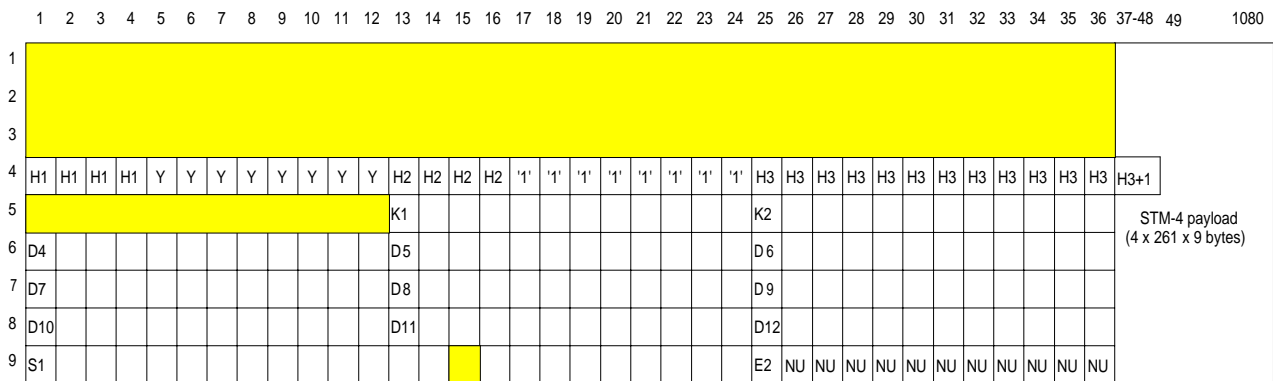 1 2 3 4 5 6 7 8 9 10 11 12 13 14 15 16 17 18 19 20 21 22 23 24 25 26 27 28 29 30 31 32 33 34 35 36 37-48 49 1080
1
2
3
4 H1 H1 H1 H1 Y Y Y Y Y Y Y Y H2 H2 H2 H2 '1' '1' '1' '1' '1' '1' '1' '1' H3 H3 H3 H3 H3 H3 H3 H3 H3 H3 H3 H3 H3+1
5 K1 K2 STM-4 payload
(4 x 261 x 9 bytes)
6 D4 D5 D6
7 D7 D8 D9
8 D10 D11 D12
9 S1 E2 NU NU NU NU NU NU NU NU NU NU NU